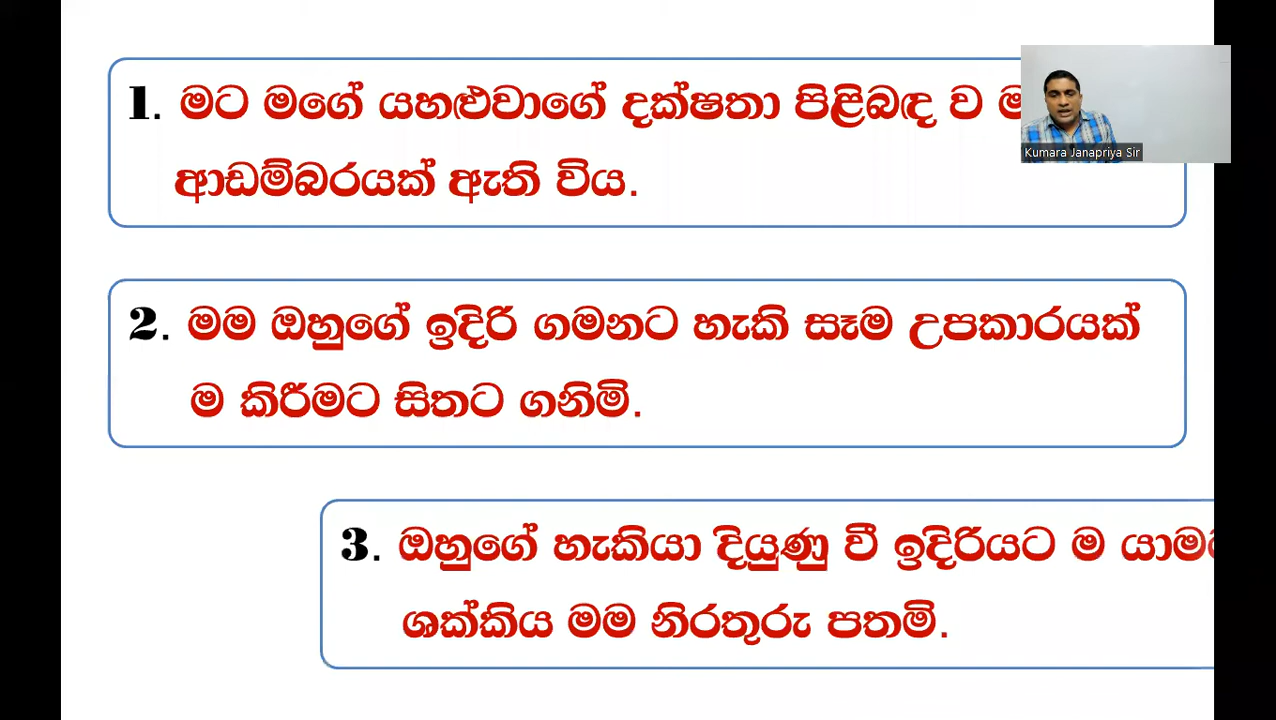 1. මට මගේ යහළුවාගේ දක්ෂතා පිළිබඳ ව
ආඩම්බරයක් ඇති විය.
Kumara Janapriya Sir
2. මම ඔහුගේ ඉදිරි ගමනට හැකි සෑම උපකාරයක්
ම කිරීමට සිතට ගනිමි.
3. ඔහුගේ හැකියා දියුණු වී ඉදිරියට ම
ශක්තිය මම නිරතුරු පතමි.